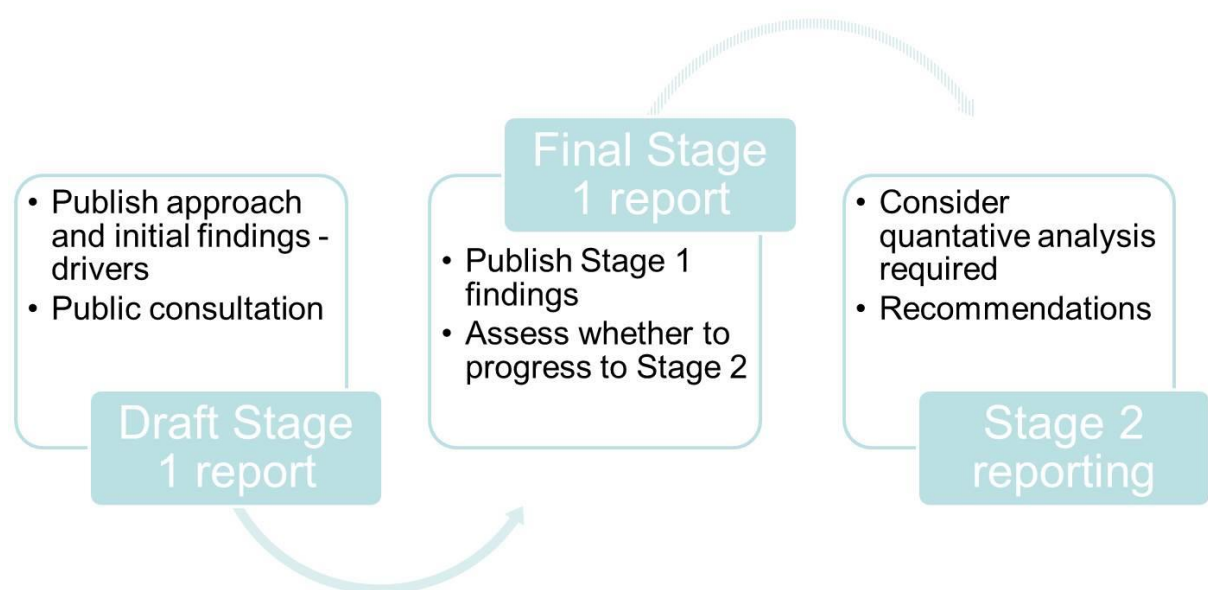 • Publish approach
and initial findings -
drivers
• Public consultation
Draft Stage
1 report
Final Stage
1 report
• Publish Stage 1
findings
• Assess whether to
progress to Stage 2
• Consider
quantative analysis
required
• Recommendations
Stage 2
reporting